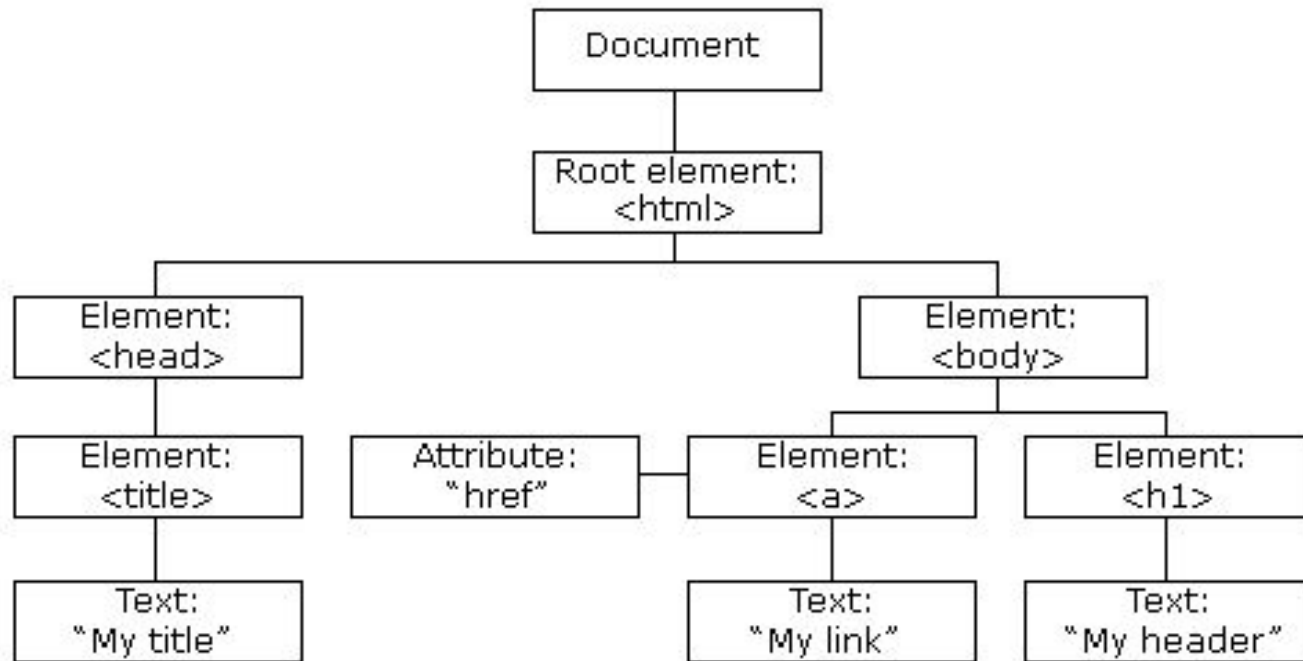 Document
Root element:
<html>
Element:
<head>
Element:
<body>
Element:
<title>
Attribute:
“href”
Element:
<a>
Element:
<h1>
Text:
“My title”
Text:
“My link”
Text:
“My header”